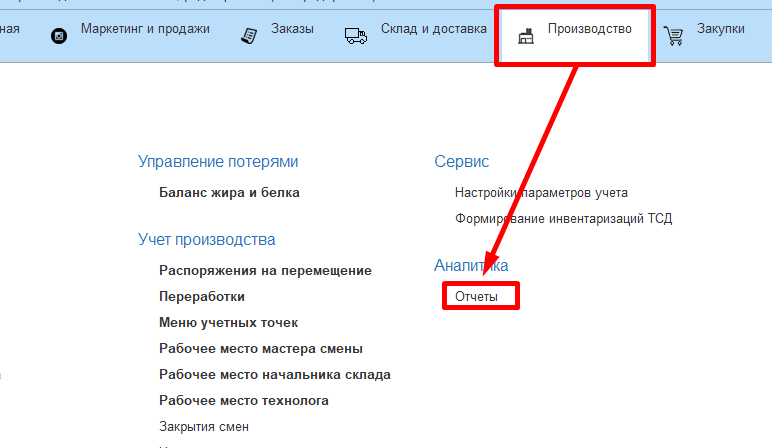 ная Маркетинг и продажи Заказы Склад и доставка Производство Закупки
Управление потерями
Баланс жира и белка
Учет производства
Распоряжения на перемещение
Переработки
Меню учетных точек
Рабочее место мастера смены
Рабочее место начальника склада
Рабочее место технолога
Закрытия смен
Сервис
Настройки параметров учета
Формирование инвентаризаций ТСД
Аналитика
Отчеты